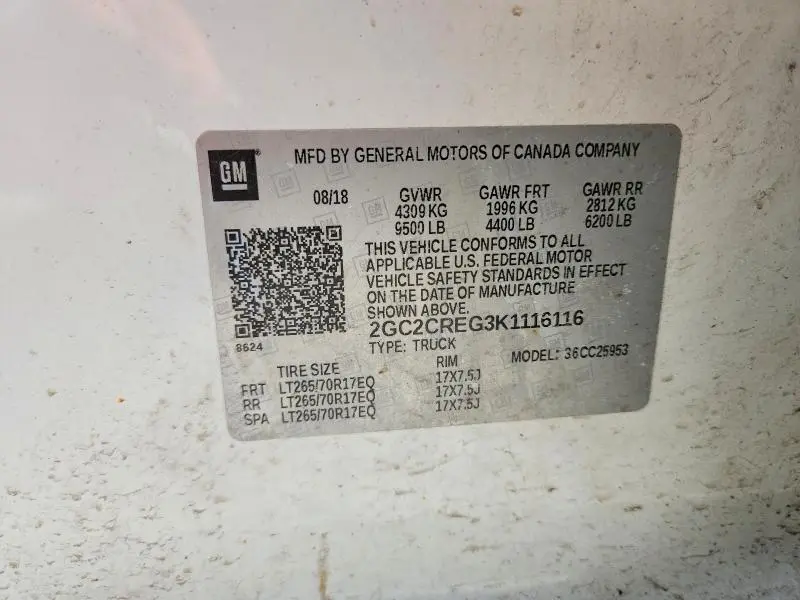 GM
MFD BY GENERAL MOTORS OF CANADA COMPANY
08/18 GVWR GAWR FRT GAWR RR
4309 KG 1996 KG 2812 KG
9500 LB 4400 LB 6200 LB
THIS VEHICLE CONFORMS TO ALL
APPLICABLE U.S. FEDERAL MOTOR
VEHICLE SAFETY STANDARDS IN EFFECT
ON THE DATE OF MANUFACTURE
SHOWN ABOVE.
8624
2GC2CREG3K1116116
TYPE: TRUCK MODEL: 36CC25953
TIRE SIZE RIM
FRT LT265/70R17EQ 17X7.5J
RR LT265/70R17EQ 17X7.5J
SPA LT265/70R17EQ 17X7.5J